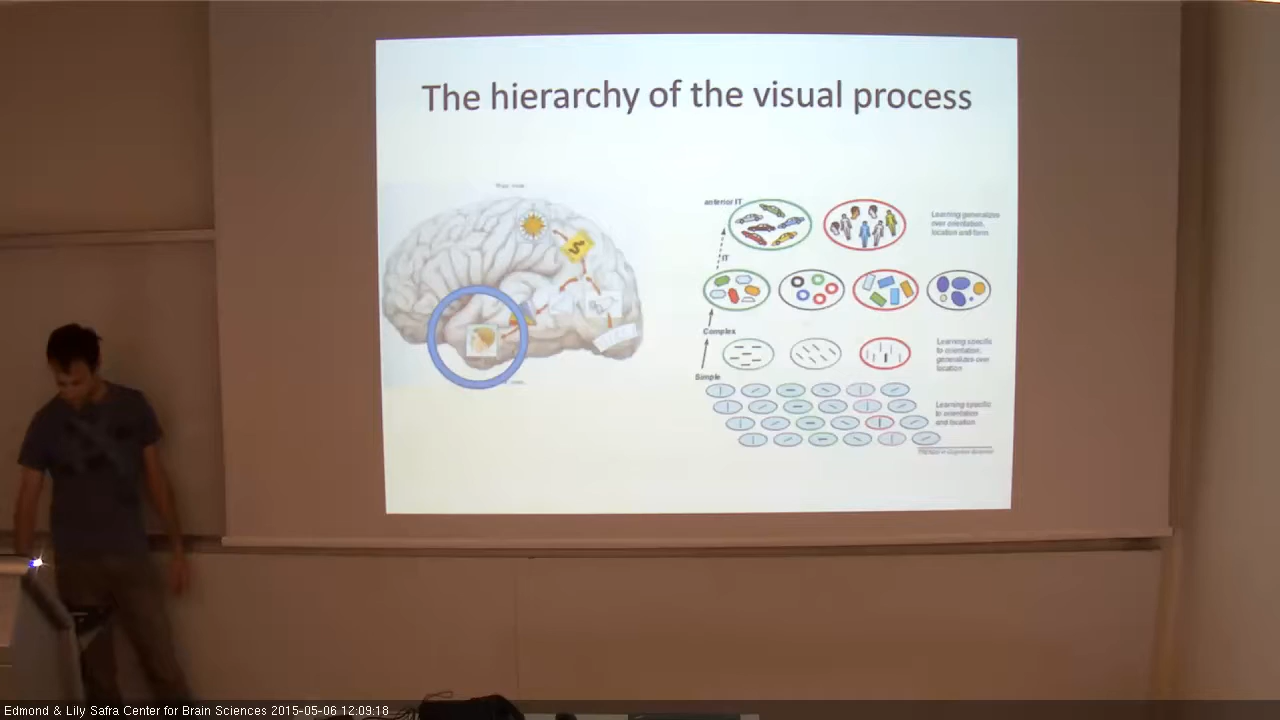 The hierarchy of the visual process
anterior IT
Learning generalizes
over orientation,
location and form
IT
Complex
Learning specific
to orientation,
generalizes over
location
Simple
Learning specific
to orientation
and location
Edmond & Lily Safra Center for Brain Sciences 2015-05-06 12:09:18